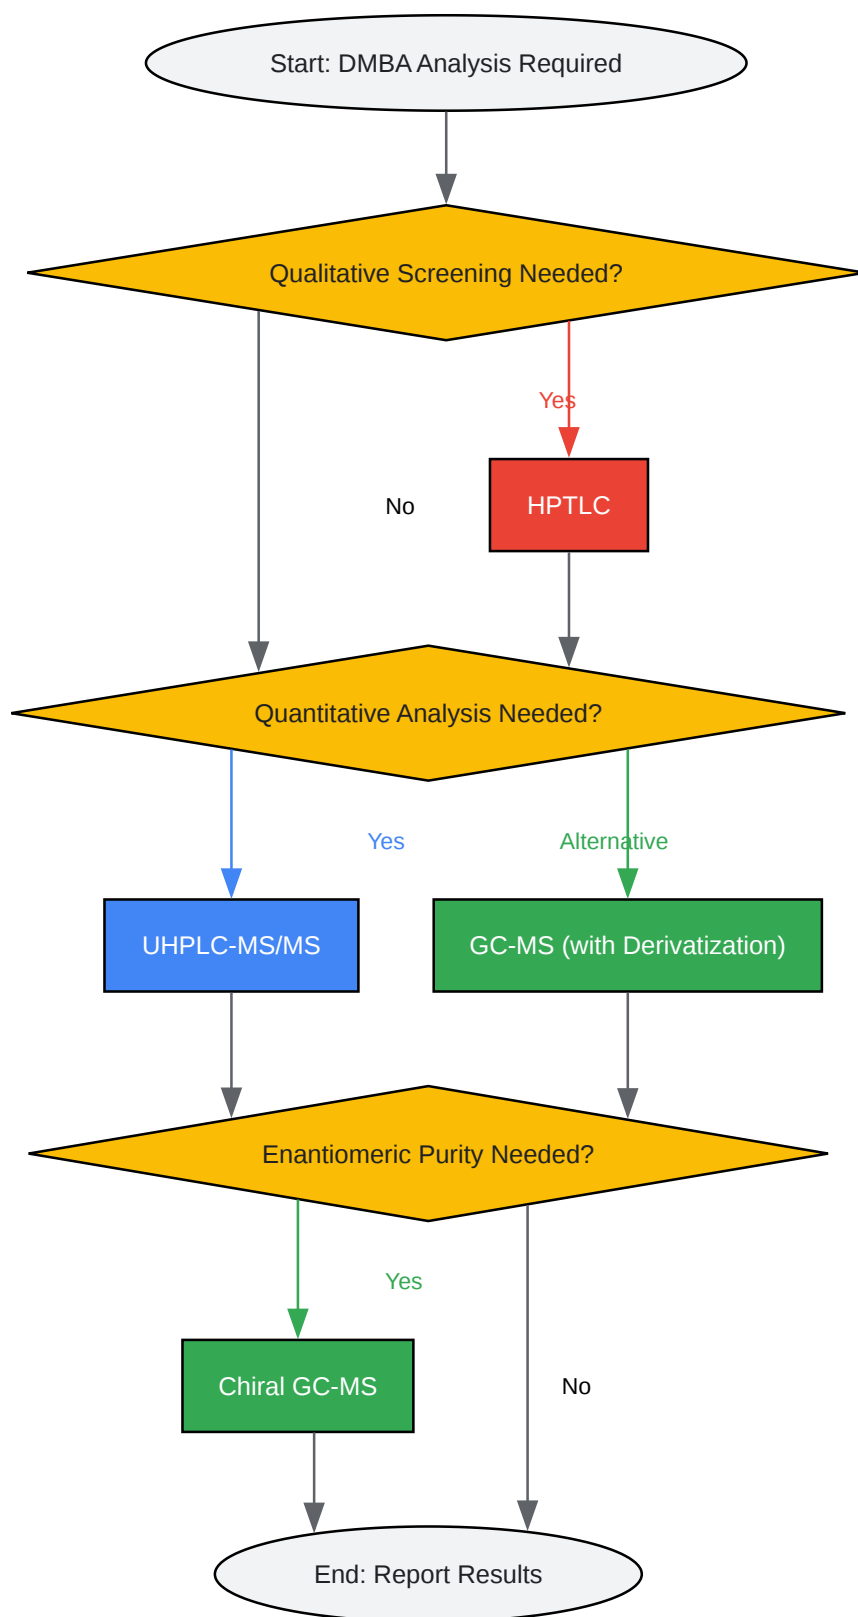 Start: DMBA Analysis Required
Qualitative Screening Needed?
Yes
No
HPTLC
Quantitative Analysis Needed?
Yes
Alternative
UHPLC-MS/MS
GC-MS (with Derivatization)
Enantiomeric Purity Needed?
Yes
Chiral GC-MS
No
End: Report Results